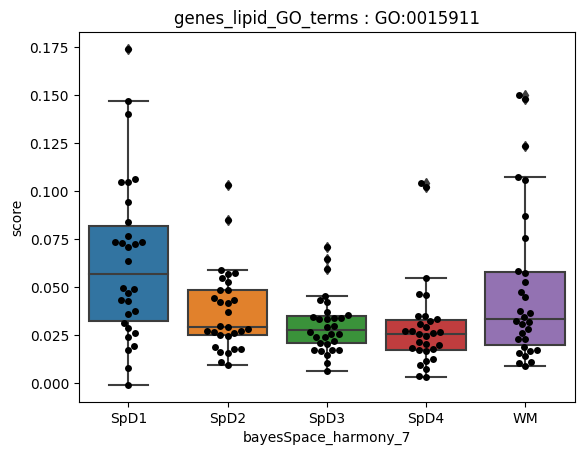 genes_lipid_GO_terms : GO:0015911
0.175
0.150
0.125
0.100
0.075
0.050
0.025
0.000
score
SpD1 SpD2 SpD3 SpD4 WM
bayesSpace_harmony_7